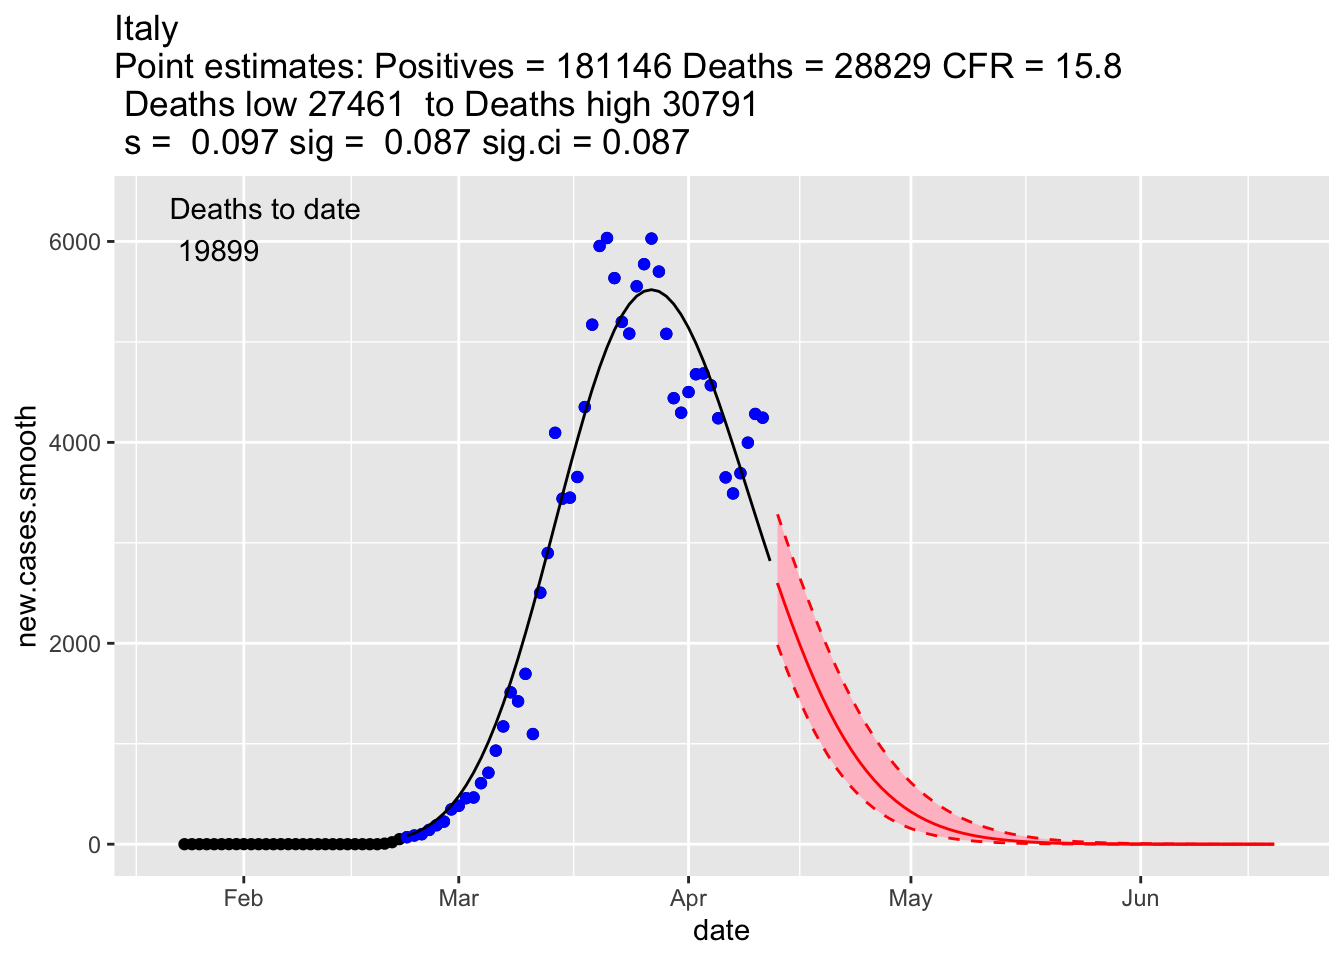 Italy
Point estimates: Positives = 181146 Deaths = 28829 CFR = 15.8
Deaths low 27461  to Deaths high 30791
s =  0.097 sig =  0.087 sig.ci = 0.087
Deaths to date
19899
6000
4000
2000
0
new.cases.smooth
Feb Mar Apr May Jun
date